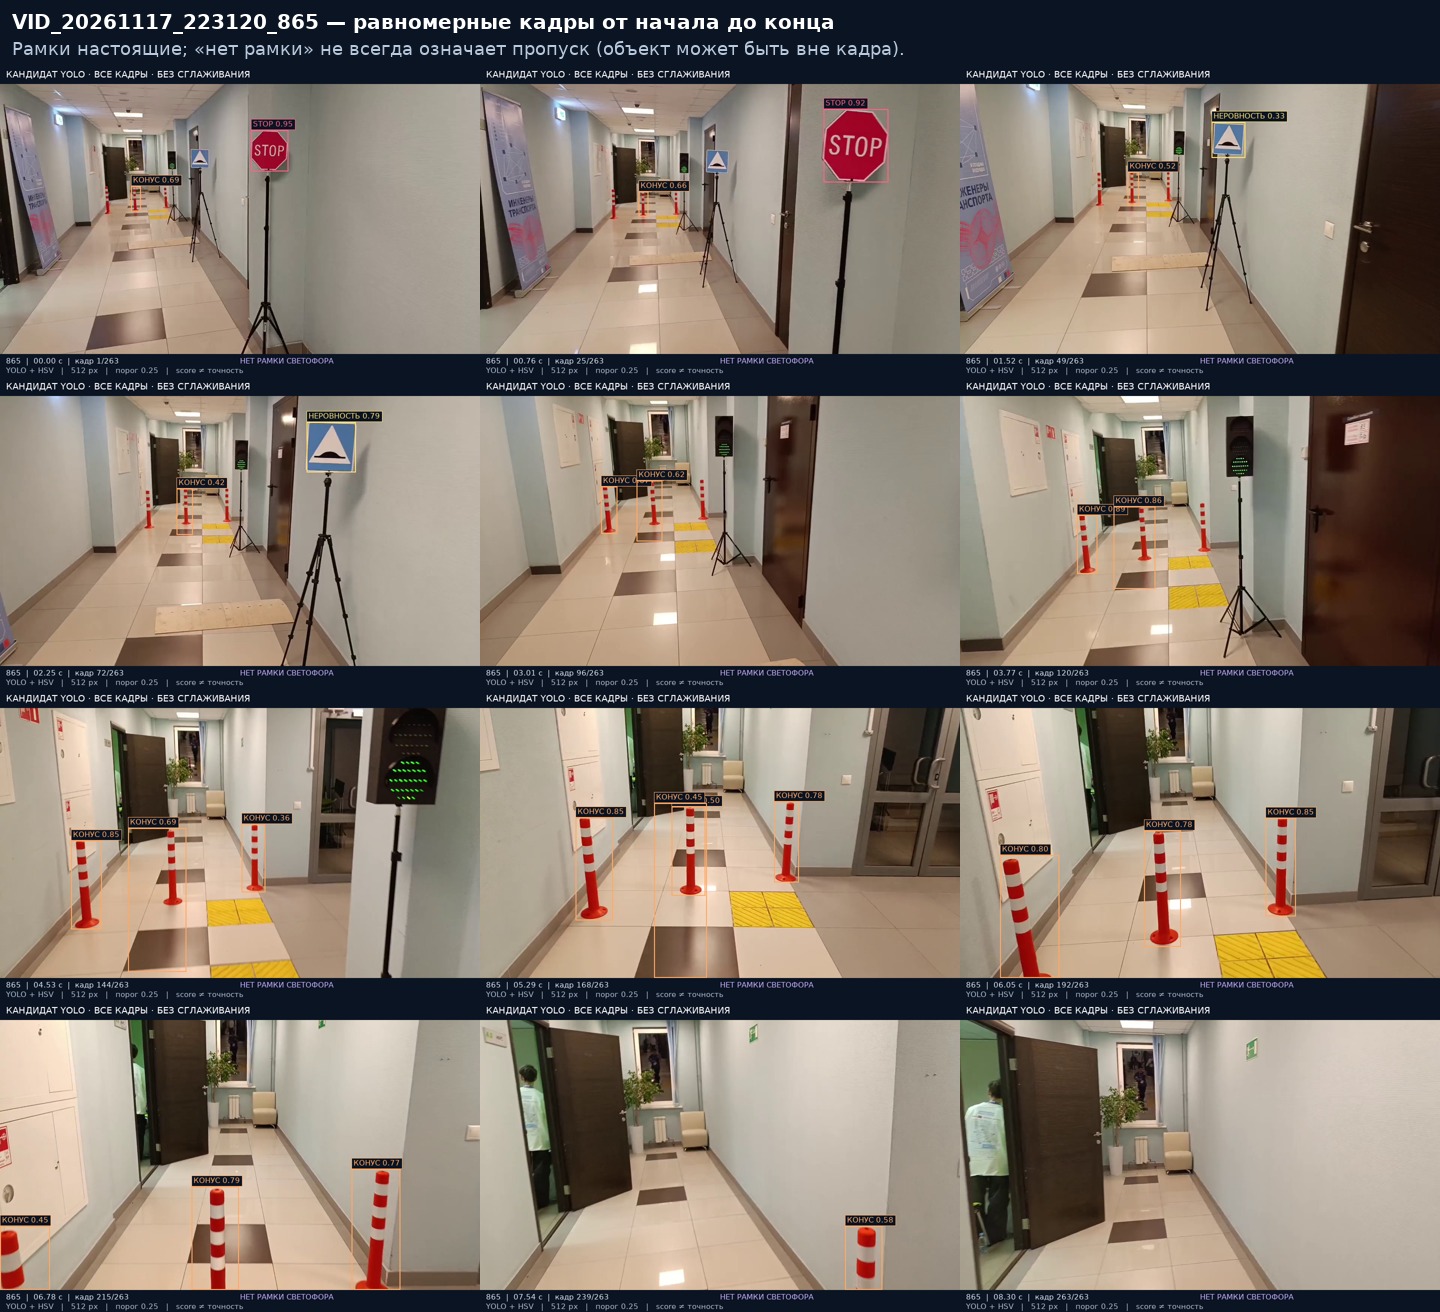 VID_20261117_223120_865 — равномерные кадры от начала до конца
Рамки настоящие; «нет рамки» не всегда означает пропуск (объект может быть вне кадра).
КАНДИДАТ YOLO · ВСЕ КАДРЫ · БЕЗ СГЛАЖИВАНИЯ
STOP 0.95
STOP
КОНУС 0.69
ИНЖЕНЕРЫ
ТРАНСПОРТА
865 | 00.00 с | кадр 1/263 НЕТ РАМКИ СВЕТОФОРА
YOLO + HSV | 512 px | порог 0.25 | score ≠ точность
КАНДИДАТ YOLO · ВСЕ КАДРЫ · БЕЗ СГЛАЖИВАНИЯ
STOP 0.92
STOP
КОНУС 0.66
ИНЖЕНЕРЫ
ТРАНСПОРТА
865 | 00.76 с | кадр 25/263 НЕТ РАМКИ СВЕТОФОРА
YOLO + HSV | 512 px | порог 0.25 | score ≠ точность
КАНДИДАТ YOLO · ВСЕ КАДРЫ · БЕЗ СГЛАЖИВАНИЯ
НЕРОВНОСТЬ 0.33
КОНУС 0.52
ЖЕНЕРЫ
НСПОРТА
865 | 01.52 с | кадр 49/263 НЕТ РАМКИ СВЕТОФОРА
YOLO + HSV | 512 px | порог 0.25 | score ≠ точность
КАНДИДАТ YOLO · ВСЕ КАДРЫ · БЕЗ СГЛАЖИВАНИЯ
НЕРОВНОСТЬ 0.79
КОНУС 0.42
865 | 02.25 с | кадр 72/263 НЕТ РАМКИ СВЕТОФОРА
YOLO + HSV | 512 px | порог 0.25 | score ≠ точность
КАНДИДАТ YOLO · ВСЕ КАДРЫ · БЕЗ СГЛАЖИВАНИЯ
КОНУС 0.62
КОНУС
865 | 03.01 с | кадр 96/263 НЕТ РАМКИ СВЕТОФОРА
YOLO + HSV | 512 px | порог 0.25 | score ≠ точность
КАНДИДАТ YOLO · ВСЕ КАДРЫ · БЕЗ СГЛАЖИВАНИЯ
КОНУС 0.86
КОНУС 0.89
865 | 03.77 с | кадр 120/263 НЕТ РАМКИ СВЕТОФОРА
YOLO + HSV | 512 px | порог 0.25 | score ≠ точность
КАНДИДАТ YOLO · ВСЕ КАДРЫ · БЕЗ СГЛАЖИВАНИЯ
КОНУС 0.36
КОНУС 0.69
КОНУС 0.85
865 | 04.53 с | кадр 144/263 НЕТ РАМКИ СВЕТОФОРА
YOLO + HSV | 512 px | порог 0.25 | score ≠ точность
КАНДИДАТ YOLO · ВСЕ КАДРЫ · БЕЗ СГЛАЖИВАНИЯ
КОНУС 0.78
КОНУС 0.45 .50
КОНУС 0.85
865 | 05.29 с | кадр 168/263 НЕТ РАМКИ СВЕТОФОРА
YOLO + HSV | 512 px | порог 0.25 | score ≠ точность
КАНДИДАТ YOLO · ВСЕ КАДРЫ · БЕЗ СГЛАЖИВАНИЯ
КОНУС 0.85
КОНУС 0.78
КОНУС 0.80
865 | 06.05 с | кадр 192/263 НЕТ РАМКИ СВЕТОФОРА
YOLO + HSV | 512 px | порог 0.25 | score ≠ точность
КАНДИДАТ YOLO · ВСЕ КАДРЫ · БЕЗ СГЛАЖИВАНИЯ
КОНУС 0.77
КОНУС 0.79
КОНУС 0.45
865 | 06.78 с | кадр 215/263 НЕТ РАМКИ СВЕТОФОРА
YOLO + HSV | 512 px | порог 0.25 | score ≠ точность
КАНДИДАТ YOLO · ВСЕ КАДРЫ · БЕЗ СГЛАЖИВАНИЯ
КОНУС 0.58
865 | 07.54 с | кадр 239/263 НЕТ РАМКИ СВЕТОФОРА
YOLO + HSV | 512 px | порог 0.25 | score ≠ точность
КАНДИДАТ YOLO · ВСЕ КАДРЫ · БЕЗ СГЛАЖИВАНИЯ
865 | 08.30 с | кадр 263/263 НЕТ РАМКИ СВЕТОФОРА
YOLO + HSV | 512 px | порог 0.25 | score ≠ точность